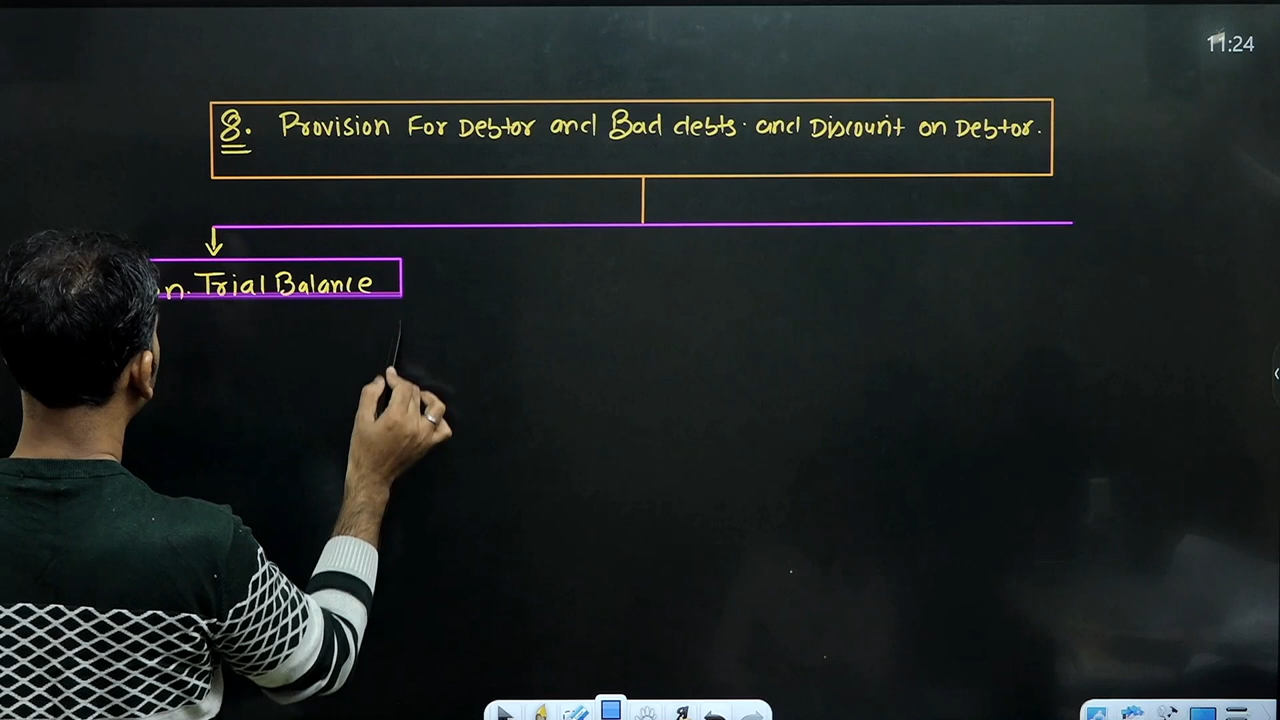 11:24
8. Provision For Debtor and Bad debts. and Discount on Debtor.
n. Trial Balance